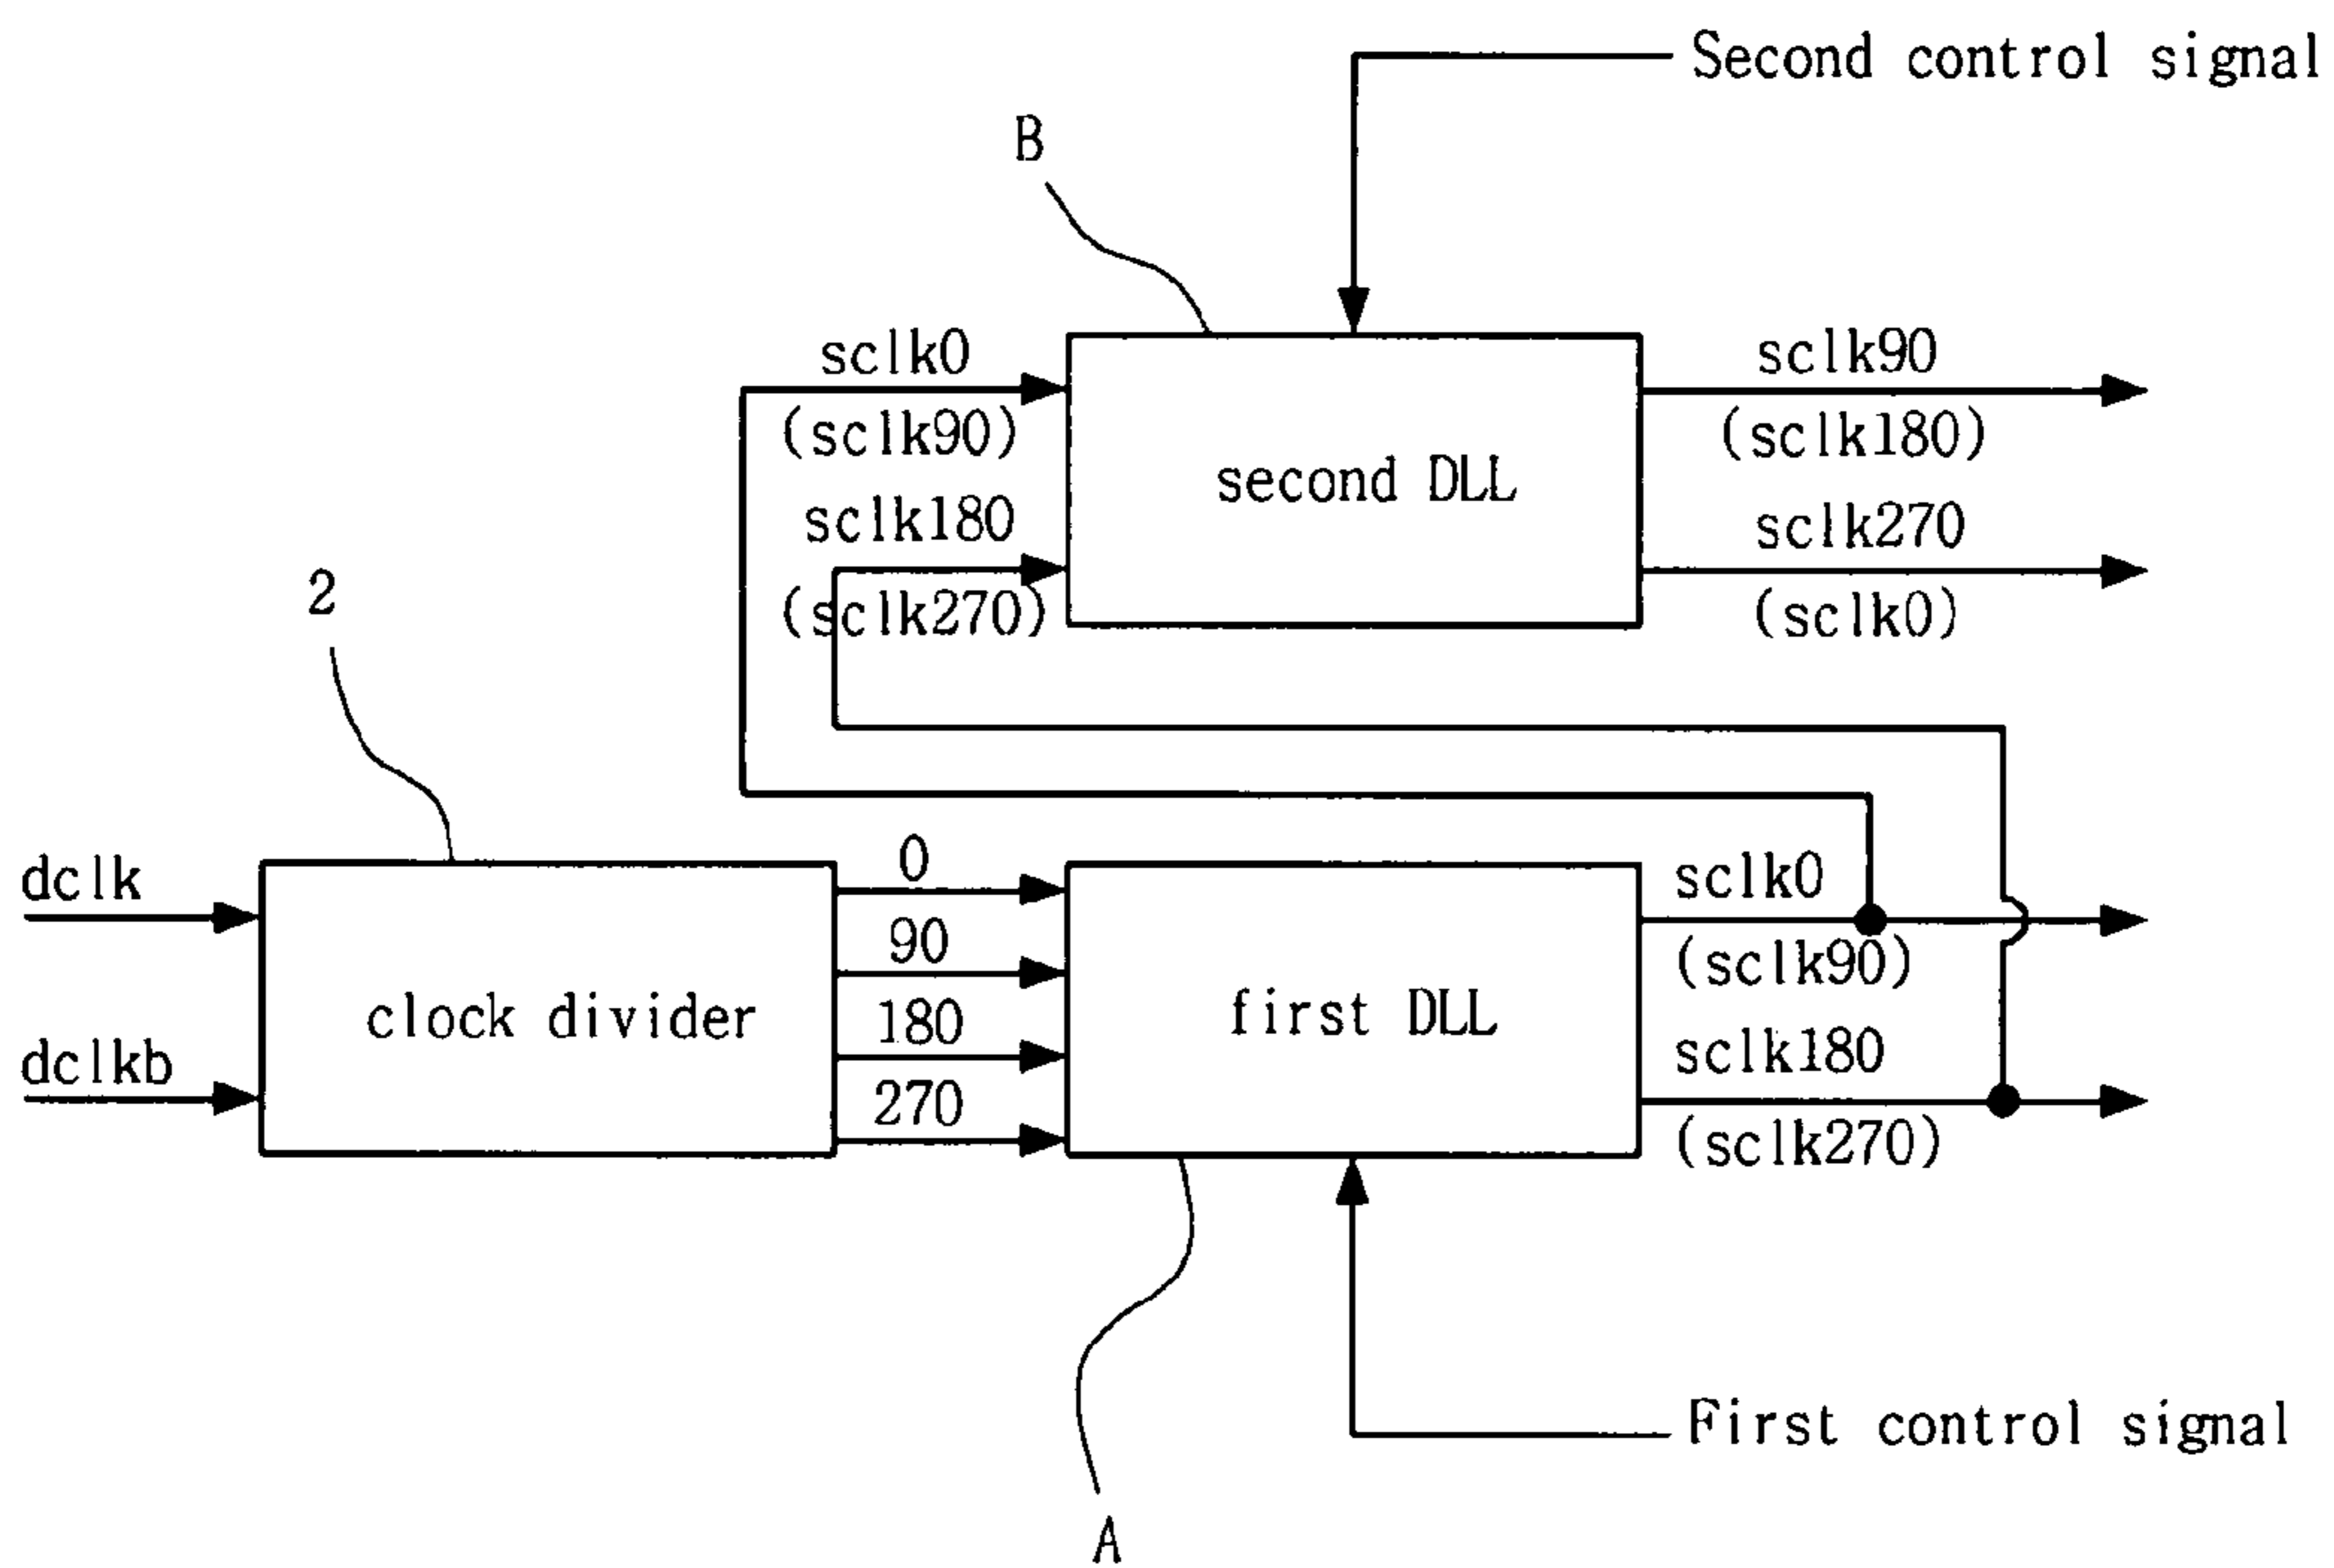 Second control signal
B
sclk0
(sclk90)
sclk180
(sclk270)
second DLL
sclk90
(sclk180)
sclk270
(sclk0)
2
dclk
dclkb
clock divider
0
90
180
270
first DLL
sclk0
(sclk90)
sclk180
(sclk270)
First control signal
A